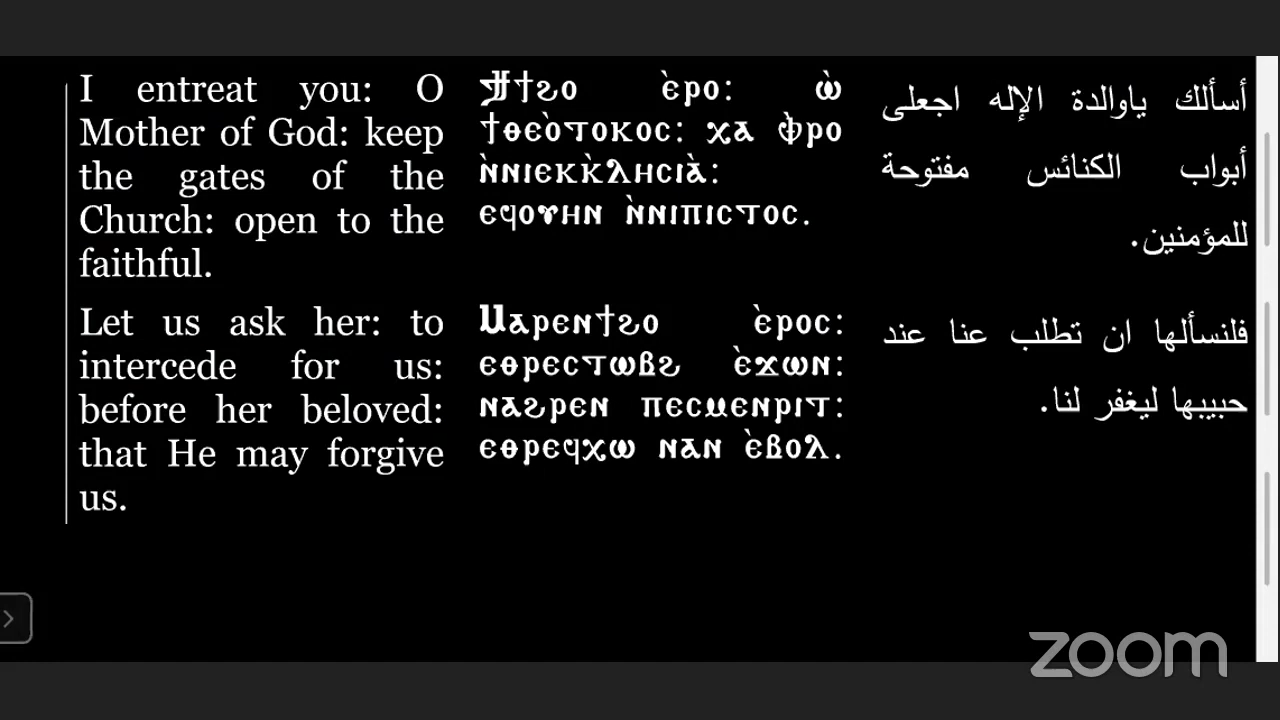 I entreat you: O
Mother of God: keep
the gates of the
Church: open to the
faithful.
Ϯϯϩⲟ ⲉ̀ⲣⲟ: ⲱ̀
ϯⲑⲉⲟ̀ⲧⲟⲕⲟⲥ: ⲭⲁ ⲫ̀ⲣⲟ
ⲛ̀ⲛⲓⲉⲕⲕ̀ⲗⲏⲥⲓⲁ̀:
ⲉϥⲟⲩⲏⲛ ⲛ̀ⲛⲓⲡⲓⲥⲧⲟⲥ.
أسألك ياوالدة الإله اجعلى
أبواب الكنائس مفتوحة
للمؤمنين.
Let us ask her: to
intercede for us:
before her beloved:
that He may forgive
us.
Ⲙⲁⲣⲉⲛϯϩⲟ ⲉ̀ⲣⲟⲥ:
ⲉⲑⲣⲉⲥⲧⲱⲃϩ ⲉ̀ϫⲱⲛ:
ⲛⲁϩⲣⲉⲛ ⲡⲉⲥⲙⲉⲛⲣⲓⲧ:
ⲉⲑⲣⲉϥⲭⲱ ⲛⲁⲛ ⲉ̀ⲃⲟⲗ.
فلنسألها ان تطلب عنا عند
حبيبها ليغفر لنا.
zoom